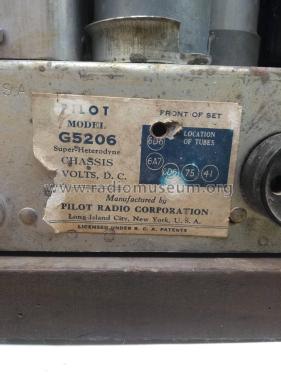 S A
PILOT
MODEL
G5206
Super-Heterodyne
CHASSIS
VOLTS, D. C.
FRONT OF SET
LOCATION
OF TUBES
6D6
6A7
6D6 75 41
Manufactured by
PILOT RADIO CORPORATION
Long Island City, New York, U. S. A.
LICENSED UNDER R. C. A. PATENTS
www.radiomuseum.org